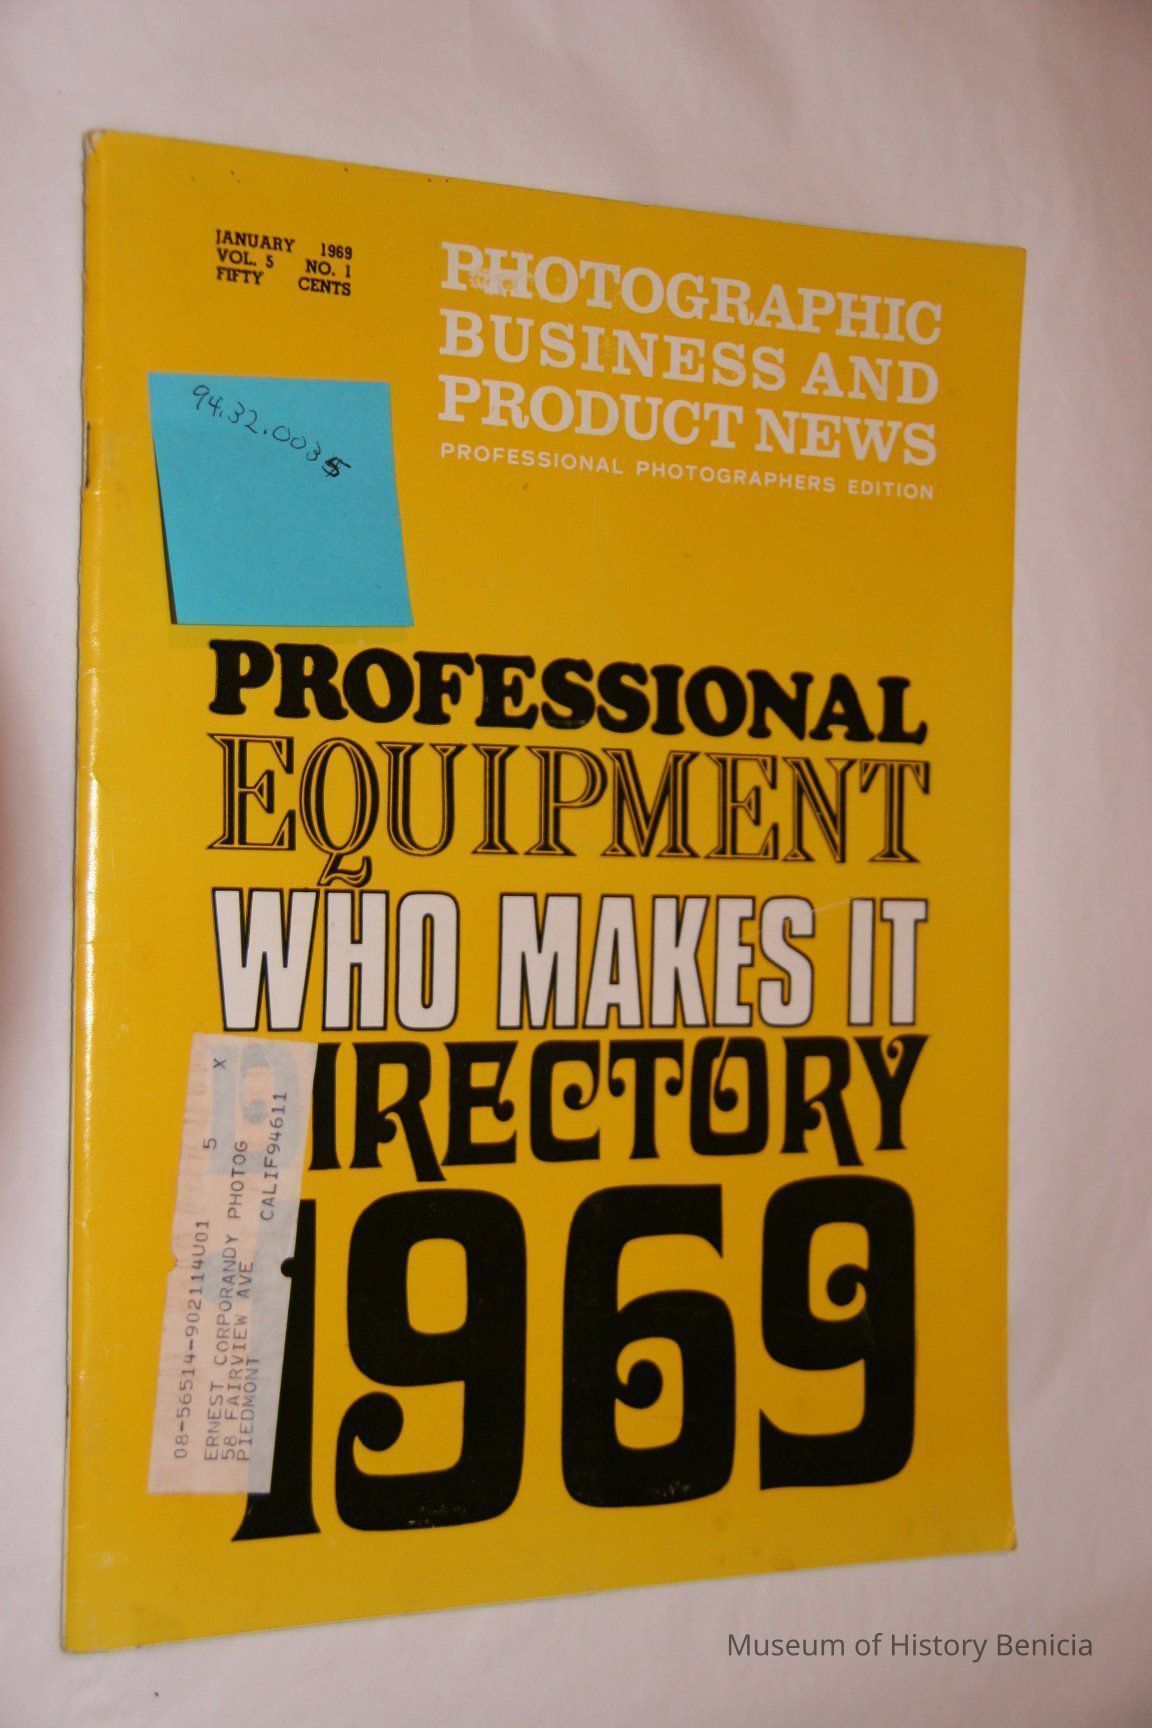 JANUARY 1969
VOL. 5 NO. 1
FIFTY CENTS
PHOTOGRAPHIC
BUSINESS AND
PRODUCT NEWS
PROFESSIONAL PHOTOGRAPHERS EDITION
94.32.0035
PROFESSIONAL
EQUIPMENT
WHO MAKES IT
DIRECTORY
1969
08-56514-902114U01 5 X
ERNEST CORPORANDY PHOTOG
58 FAIRVIEW AVE
PIEDMONT CALIF94611
Museum of History Benicia